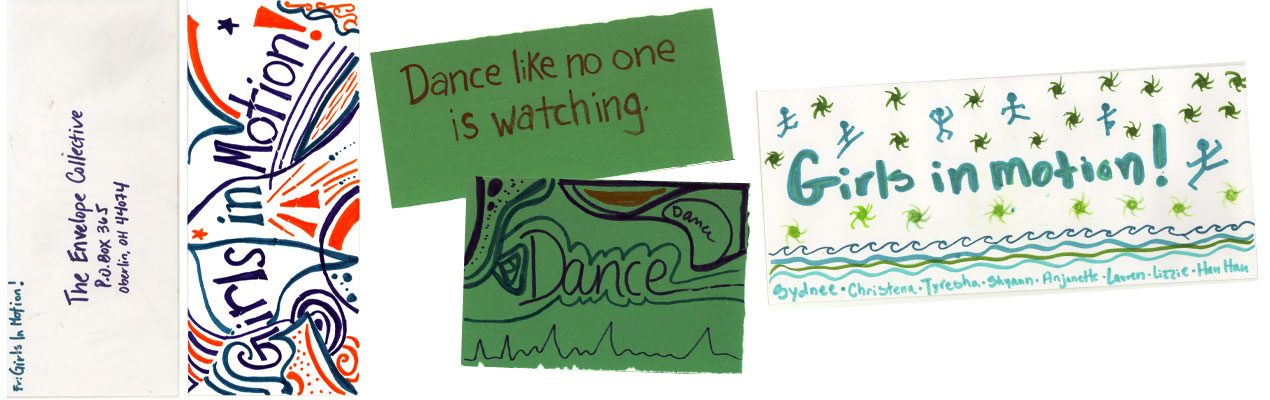 The Envelope Collective
P.O. Box 365
Oberlin, OH 44074
Fr: Girls In Motion!
Girls in Motion!
Dance like no one
is watching.
Dance
Dance
Girls in motion!
Sydnee · Christena · Tyresha · Shyann · Anjanette · Lauren · Lizzie · Han Han